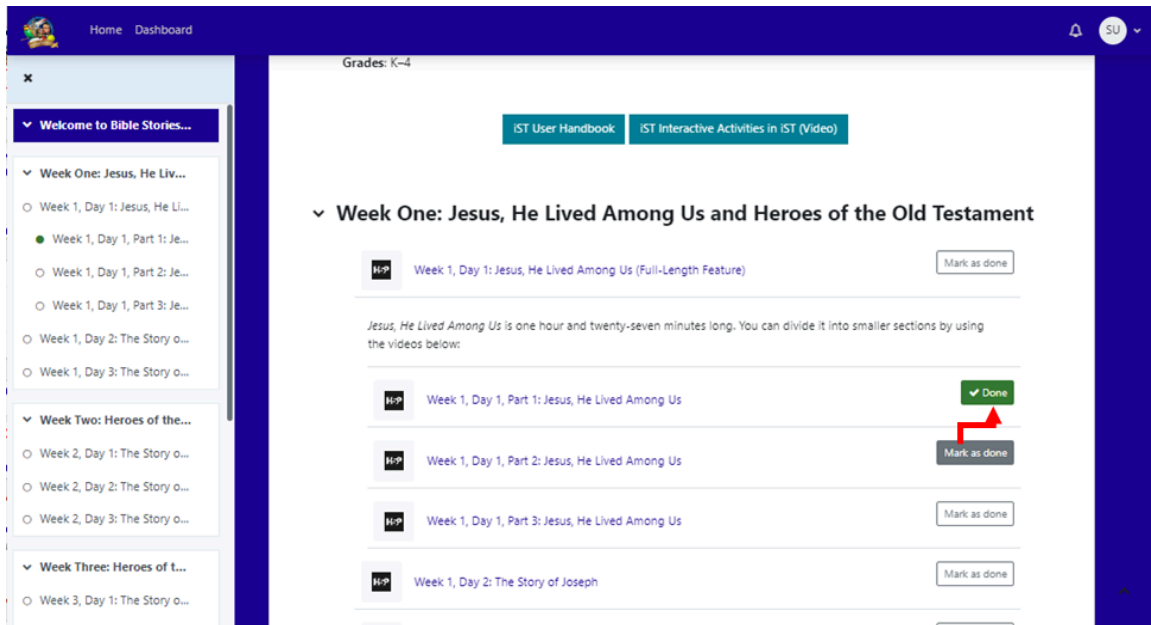 Home Dashboard
SU
Grades: K–4
Welcome to Bible Stories...
Week One: Jesus, He Liv...
Week 1, Day 1: Jesus, He Li...
Week 1, Day 1, Part 1: Je...
Week 1, Day 1, Part 2: Je...
Week 1, Day 1, Part 3: Je...
Week 1, Day 2: The Story o...
Week 1, Day 3: The Story o...
Week Two: Heroes of the...
Week 2, Day 1: The Story o...
Week 2, Day 2: The Story o...
Week 2, Day 3: The Story o...
Week Three: Heroes of t...
Week 3, Day 1: The Story o...
iST User Handbook
iST Interactive Activities in iST (Video)
Week One: Jesus, He Lived Among Us and Heroes of the Old Testament
H-P Week 1, Day 1: Jesus, He Lived Among Us (Full-Length Feature) Mark as done
Jesus, He Lived Among Us is one hour and twenty-seven minutes long. You can divide it into smaller sections by using
the videos below:
H-P Week 1, Day 1, Part 1: Jesus, He Lived Among Us Done
H-P Week 1, Day 1, Part 2: Jesus, He Lived Among Us Mark as done
H-P Week 1, Day 1, Part 3: Jesus, He Lived Among Us Mark as done
H-P Week 1, Day 2: The Story of Joseph Mark as done